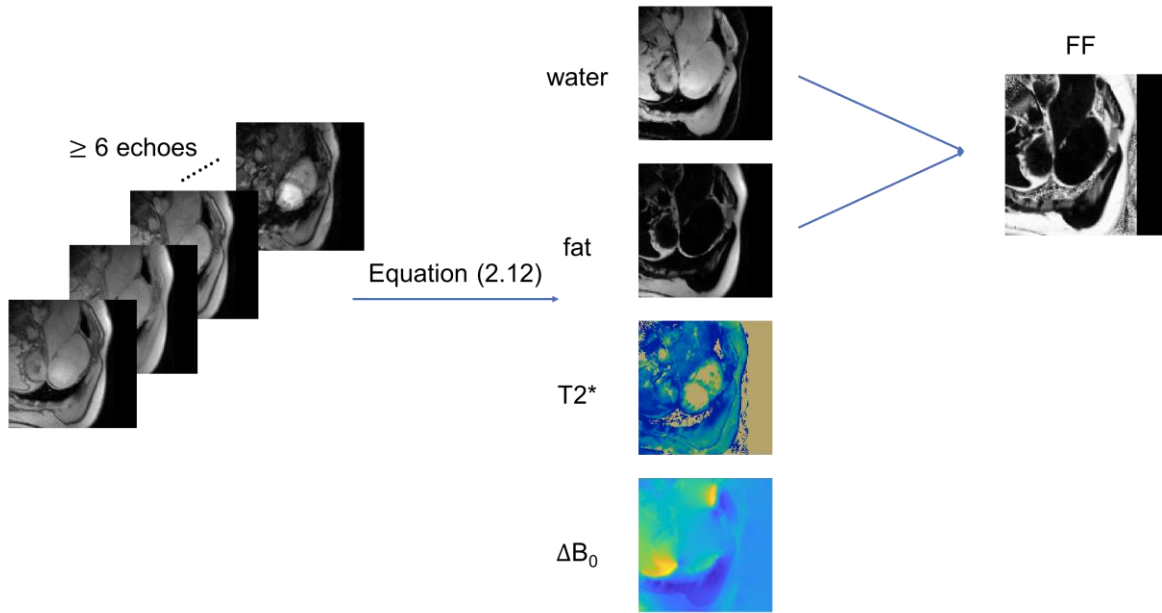 ≥ 6 echoes
Equation (2.12)
water
fat
T2*
ΔB₀
FF